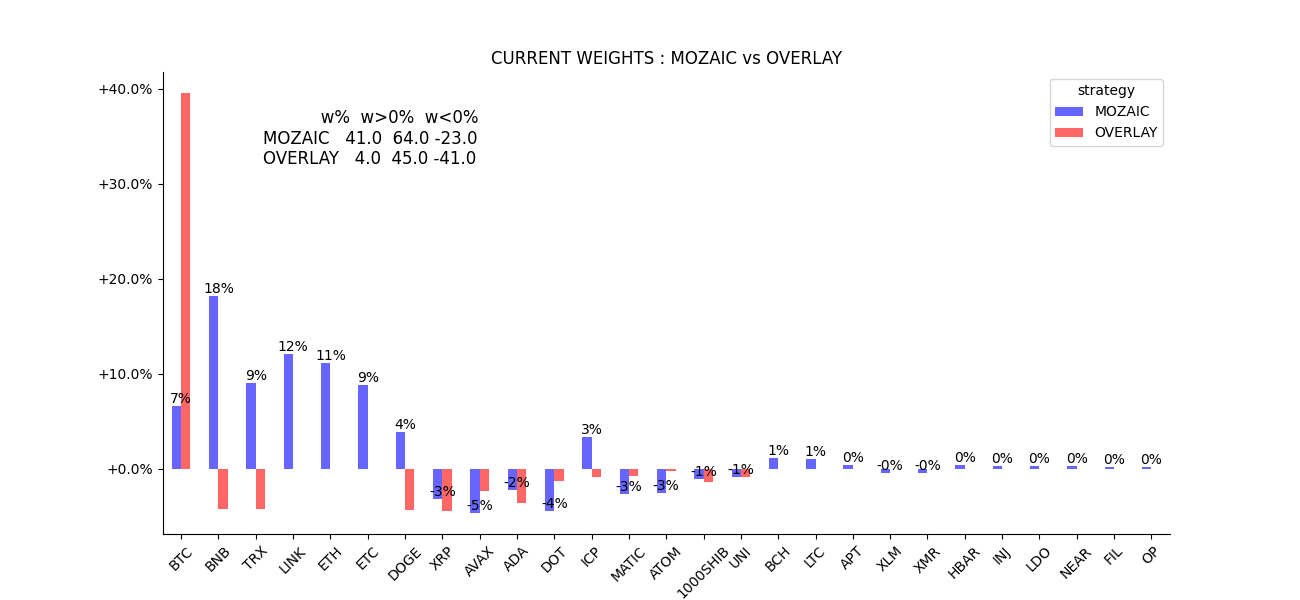 CURRENT WEIGHTS : MOZAIC vs OVERLAY
+40.0%
+30.0%
+20.0%
+10.0%
+0.0%
w% w>0% w<0%
MOZAIC 41.0 64.0 -23.0
OVERLAY 4.0 45.0 -41.0
strategy
MOZAIC
OVERLAY
7%
18%
9%
12%
11%
9%
4%
-3%
-5%
-2%
-4%
3%
-3%
-3%
-1%
-1%
1%
1%
0%
-0%
-0%
0%
0%
0%
0%
0%
0%
BTC
BNB
TRX
LINK
ETH
ETC
DOGE
XRP
AVAX
ADA
DOT
ICP
MATIC
ATOM
1000SHIB
UNI
BCH
LTC
APT
XLM
XMR
HBAR
INJ
LDO
NEAR
FIL
OP